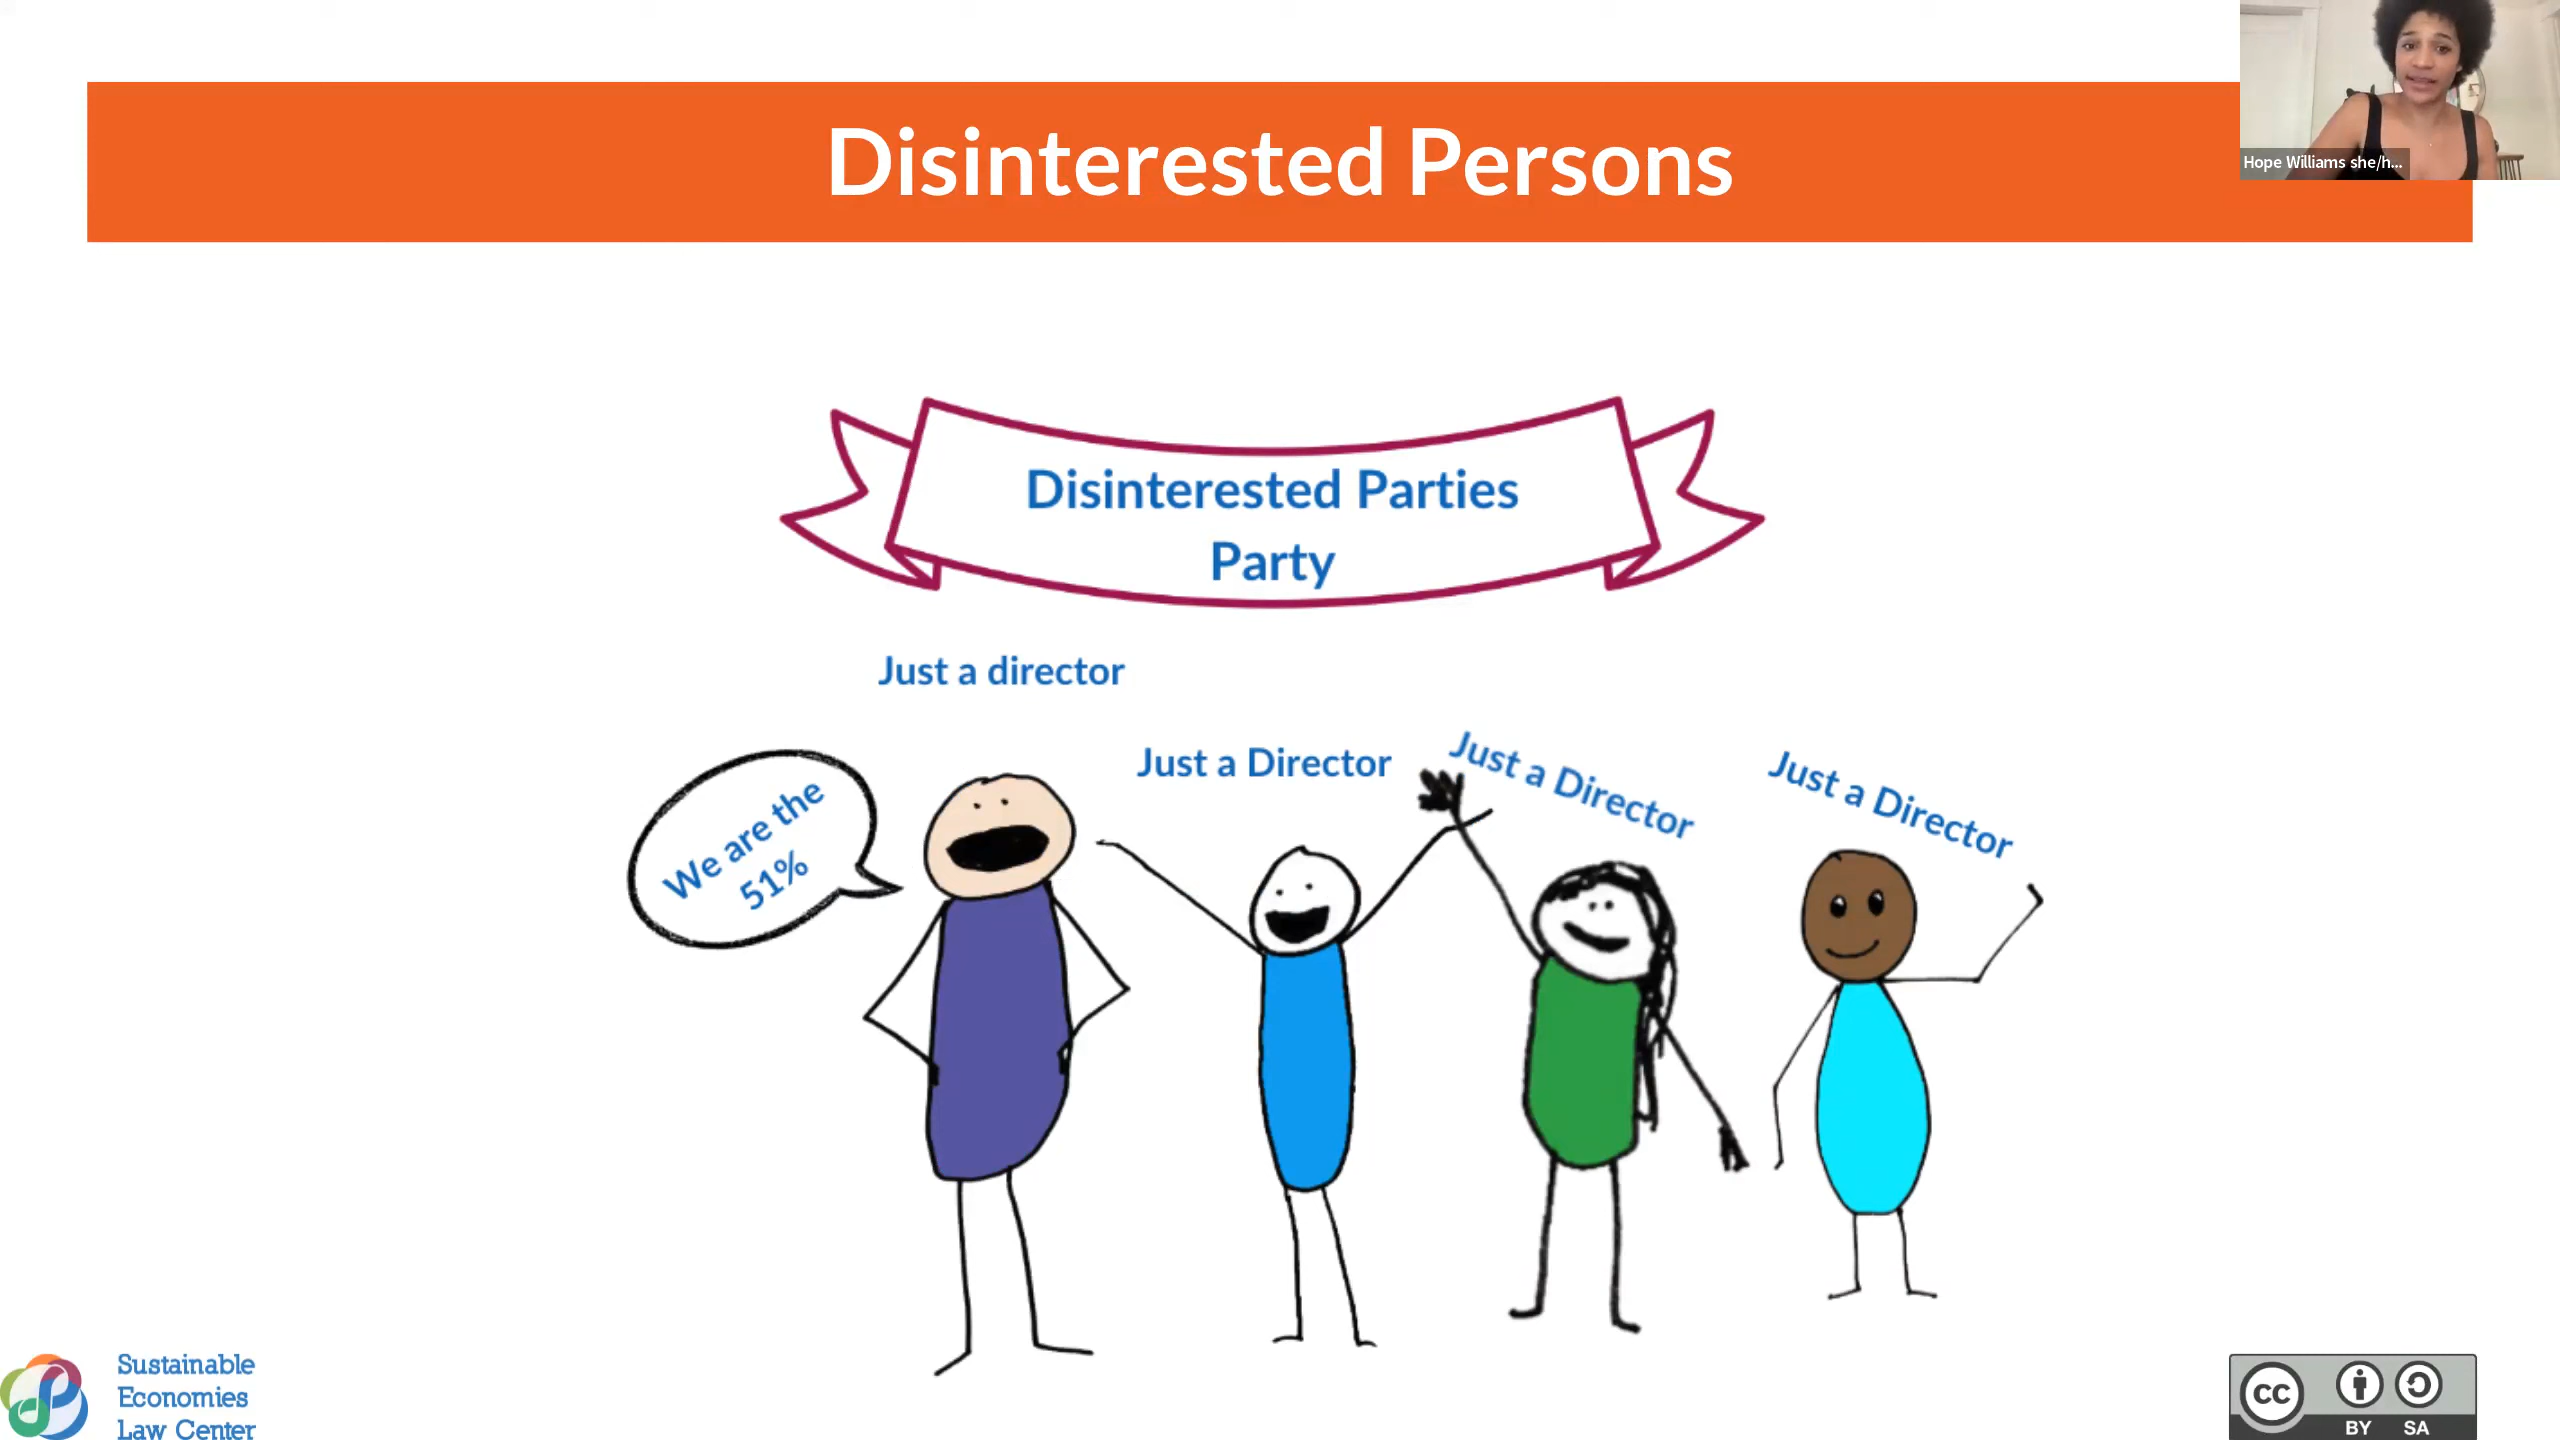 Disinterested Persons
Hope Williams she/h...
Disinterested Parties
Party
Just a director
Just a Director
Just a Director
Just a Director
We are the
51%
Sustainable
Economies
Law Center
cc
BY SA